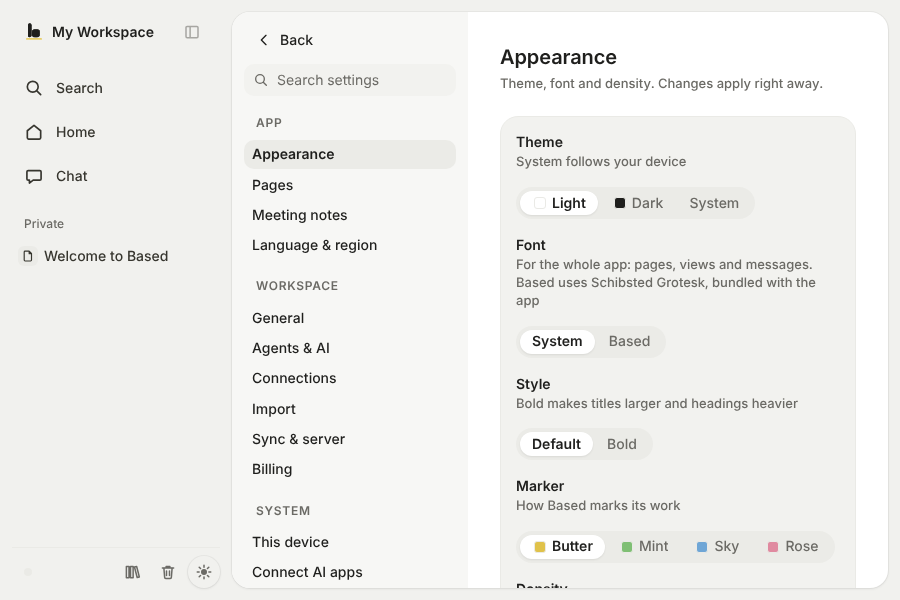 My Workspace
Search
Home
Chat
Private
Welcome to Based
Back
Search settings
APP
Appearance
Pages
Meeting notes
Language & region
WORKSPACE
General
Agents & AI
Connections
Import
Sync & server
Billing
SYSTEM
This device
Connect AI apps
Appearance
Theme, font and density. Changes apply right away.
Theme
System follows your device
Light Dark System
Font
For the whole app: pages, views and messages.
Based uses Schibsted Grotesk, bundled with the
app
System Based
Style
Bold makes titles larger and headings heavier
Default Bold
Marker
How Based marks its work
Butter Mint Sky Rose
Density